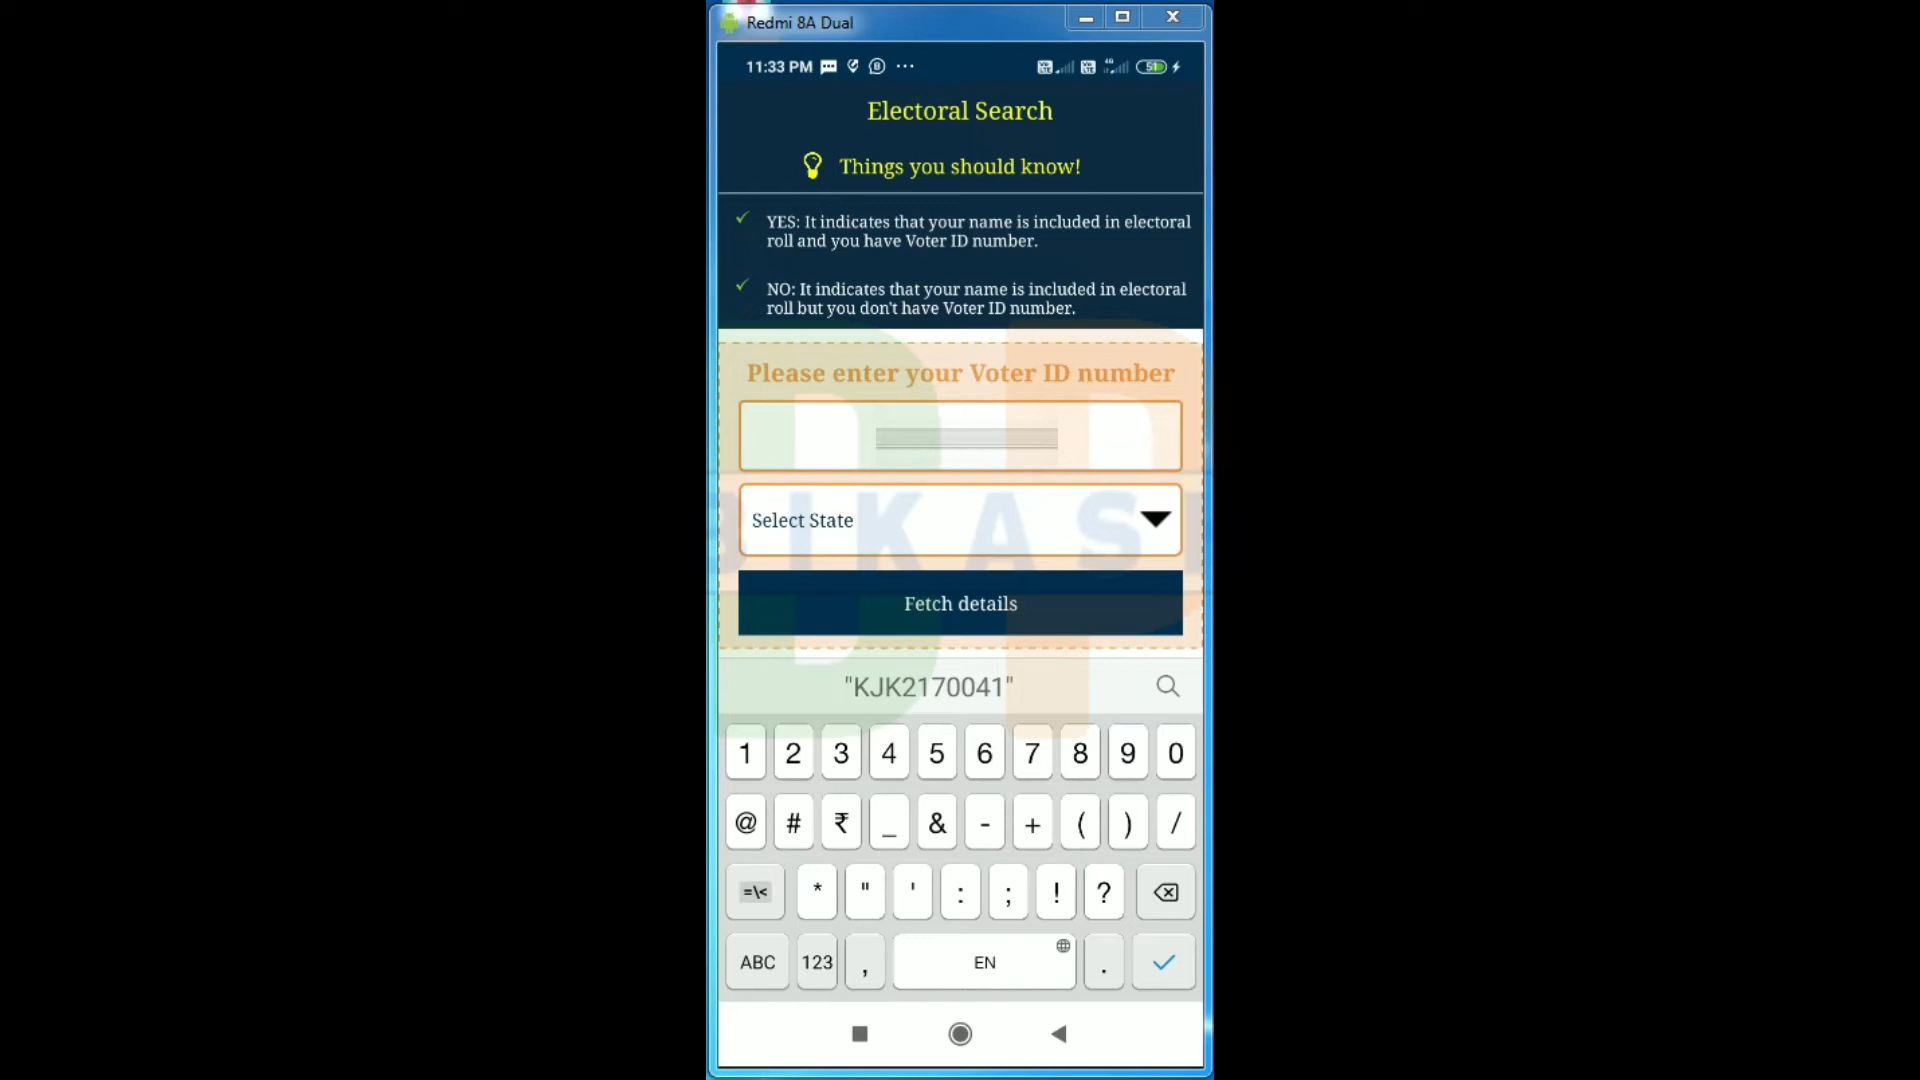 Redmi 8A Dual
11:33 PM
51
Electoral Search
Things you should know!
YES: It indicates that your name is included in electoral
roll and you have Voter ID number.
NO: It indicates that your name is included in electoral
roll but you don't have Voter ID number.
Please enter your Voter ID number
Select State
BIKASH
DP
Fetch details
"KJK2170041"
1 2 3 4 5 6 7 8 9 0
@ # ₹ _ & - + ( ) /
=\< * " ' : ; ! ?
ABC 123 , EN .